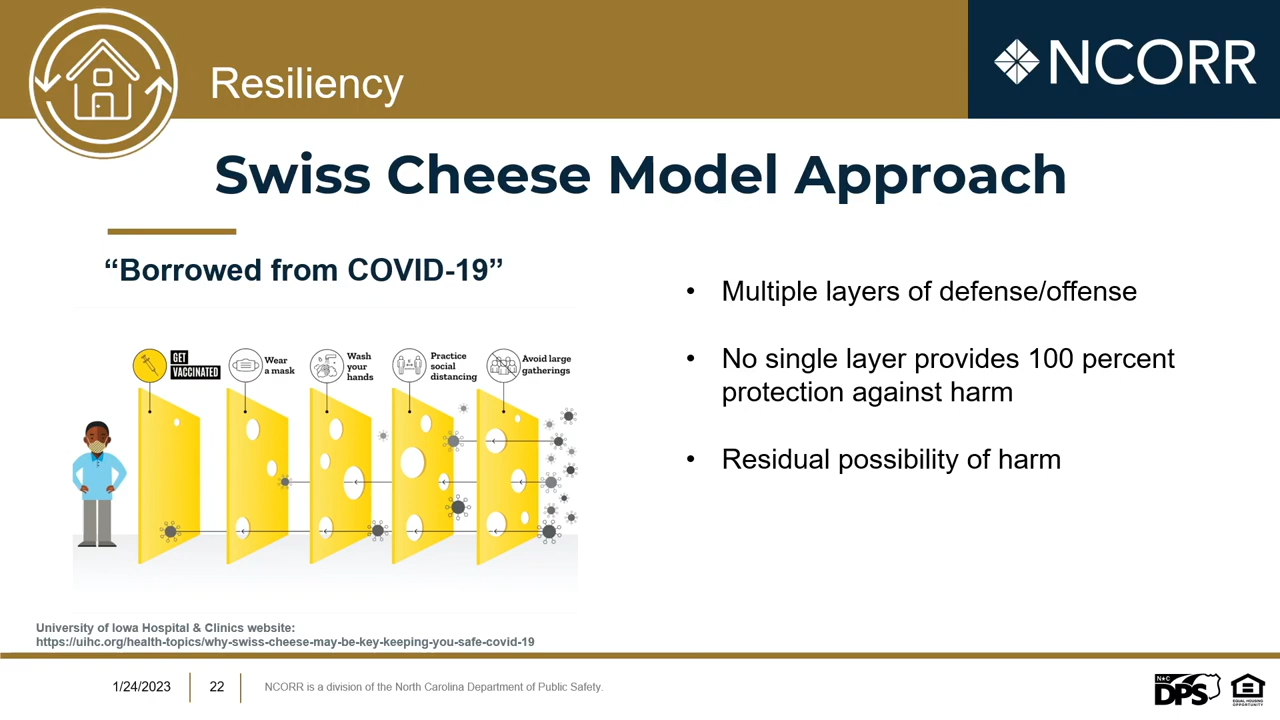 Resiliency
NCORR
Swiss Cheese Model Approach
“Borrowed from COVID-19”
GET
VACCINATED
Wear
a mask
Wash
your
hands
Practice
social
distancing
Avoid large
gatherings
• Multiple layers of defense/offense
• No single layer provides 100 percent
protection against harm
• Residual possibility of harm
University of Iowa Hospital & Clinics website:
https://uihc.org/health-topics/why-swiss-cheese-may-be-key-keeping-you-safe-covid-19
1/24/2023
22
NCORR is a division of the North Carolina Department of Public Safety.
N★C
DPS
EQUAL HOUSING
OPPORTUNITY